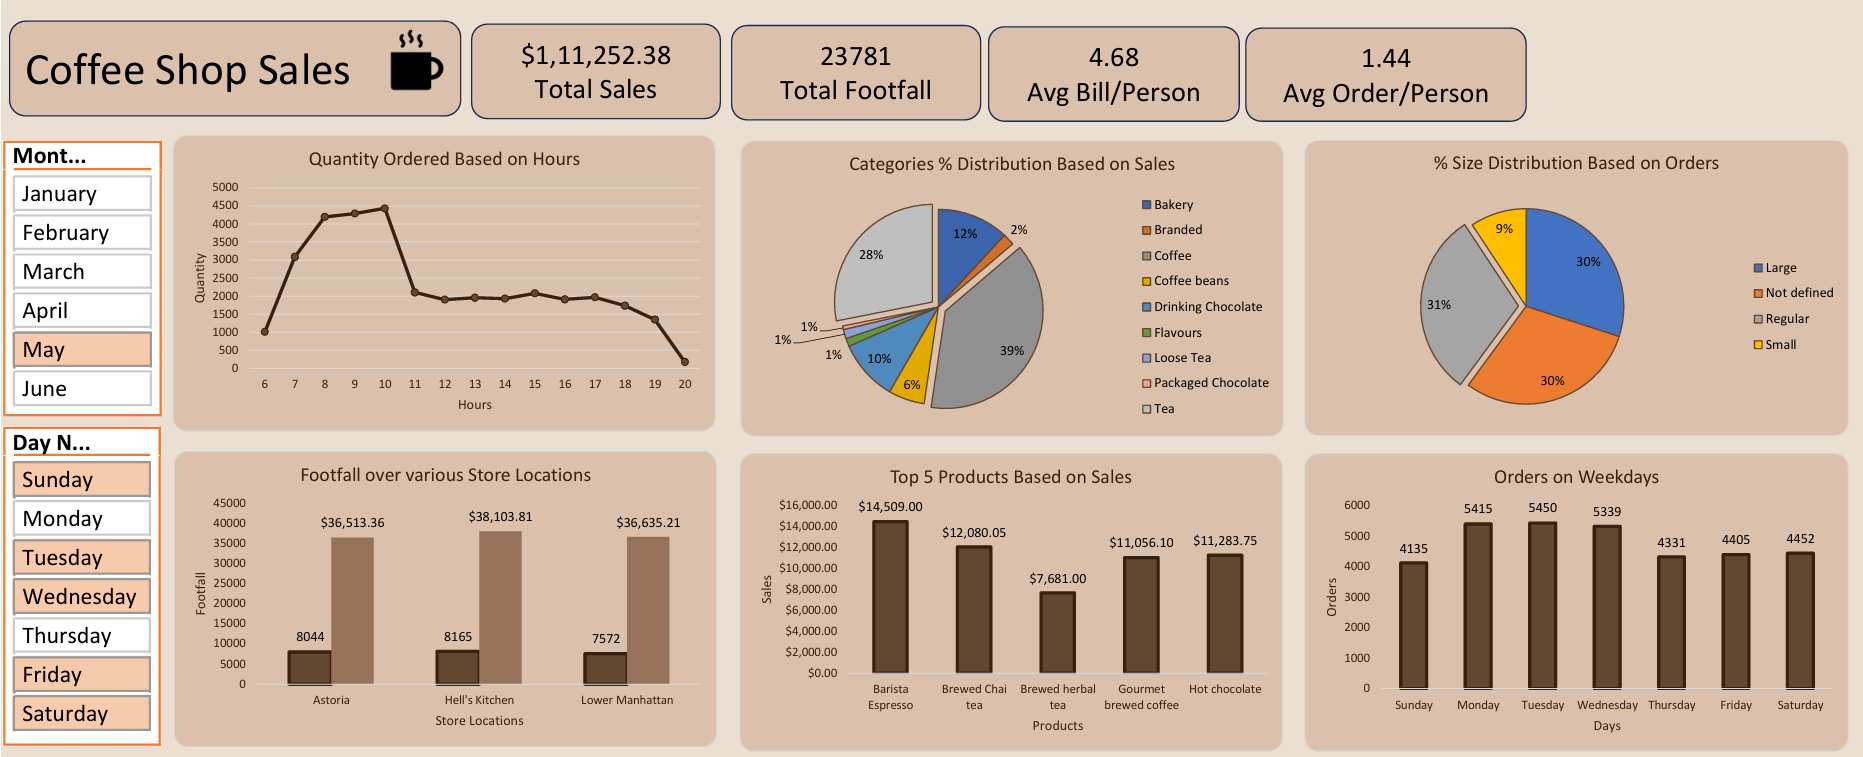 Coffee Shop Sales
$1,11,252.38
Total Sales
23781
Total Footfall
4.68
Avg Bill/Person
1.44
Avg Order/Person
Mont...
January
February
March
April
May
June
Day N...
Sunday
Monday
Tuesday
Wednesday
Thursday
Friday
Saturday
Quantity Ordered Based on Hours
Quantity
5000
4500
4000
3500
3000
2500
2000
1500
1000
500
0
6 7 8 9 10 11 12 13 14 15 16 17 18 19 20
Hours
Categories % Distribution Based on Sales
12%
2%
39%
6%
10%
1%
1%
1%
28%
Bakery
Branded
Coffee
Coffee beans
Drinking Chocolate
Flavours
Loose Tea
Packaged Chocolate
Tea
% Size Distribution Based on Orders
30%
30%
31%
9%
Large
Not defined
Regular
Small
Footfall over various Store Locations
Footfall
45000
40000
35000
30000
25000
20000
15000
10000
5000
0
8044 $36,513.36
8165 $38,103.81
7572 $36,635.21
Astoria Hell's Kitchen Lower Manhattan
Store Locations
Top 5 Products Based on Sales
Sales
$16,000.00
$14,000.00
$12,000.00
$10,000.00
$8,000.00
$6,000.00
$4,000.00
$2,000.00
$0.00
$14,509.00
$12,080.05
$7,681.00
$11,056.10
$11,283.75
Barista
Espresso
Brewed Chai
tea
Brewed herbal
tea
Gourmet
brewed coffee
Hot chocolate
Products
Orders on Weekdays
Orders
6000
5000
4000
3000
2000
1000
0
4135 5415 5450 5339 4331 4405 4452
Sunday Monday Tuesday Wednesday Thursday Friday Saturday
Days